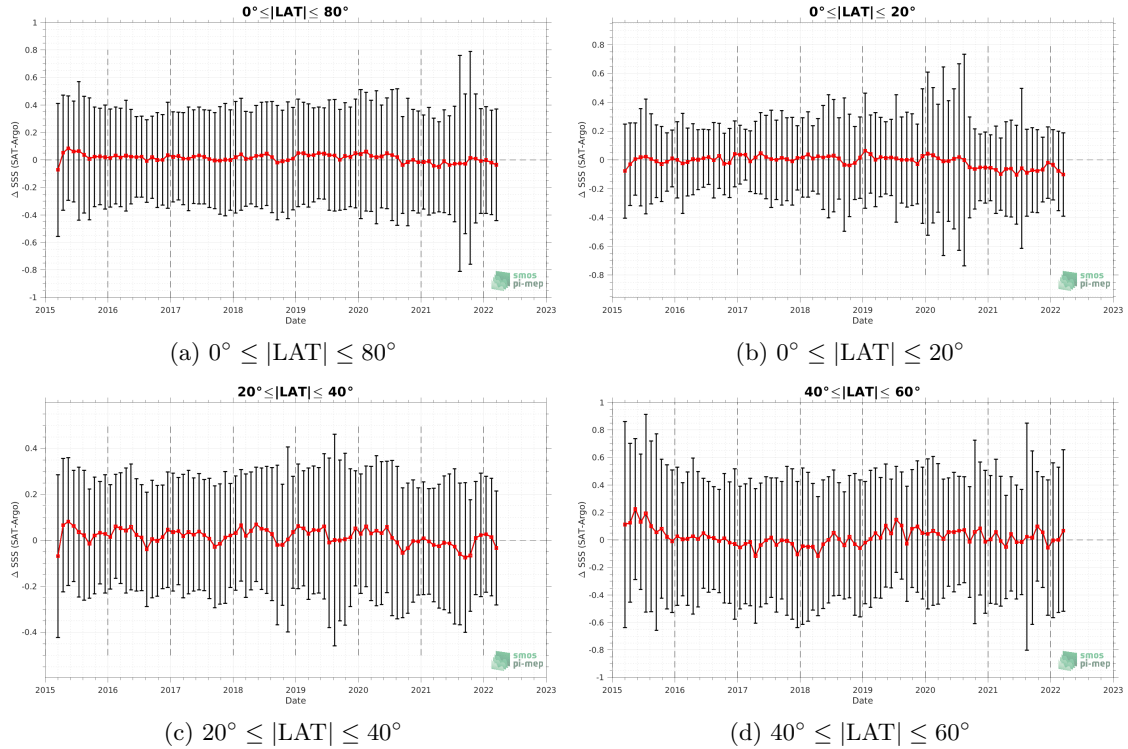 0°≤|LAT|≤ 80°
1
0.8
0.6
0.4
0.2
0
-0.2
-0.4
-0.6
-0.8
-1
Δ SSS (SAT-Argo)
2015 2016 2017 2018 2019 2020 2021 2022 2023
Date
smos
pi-mep
(a) 0° ≤ |LAT| ≤ 80°
0°≤|LAT|≤ 20°
0.8
0.6
0.4
0.2
0
-0.2
-0.4
-0.6
-0.8
Δ SSS (SAT-Argo)
2015 2016 2017 2018 2019 2020 2021 2022 2023
Date
smos
pi-mep
(b) 0° ≤ |LAT| ≤ 20°
20°≤|LAT|≤ 40°
0.4
0.2
0
-0.2
-0.4
Δ SSS (SAT-Argo)
2015 2016 2017 2018 2019 2020 2021 2022 2023
Date
smos
pi-mep
(c) 20° ≤ |LAT| ≤ 40°
40°≤|LAT|≤ 60°
1
0.8
0.6
0.4
0.2
0
-0.2
-0.4
-0.6
-0.8
-1
Δ SSS (SAT-Argo)
2015 2016 2017 2018 2019 2020 2021 2022 2023
Date
smos
pi-mep
(d) 40° ≤ |LAT| ≤ 60°